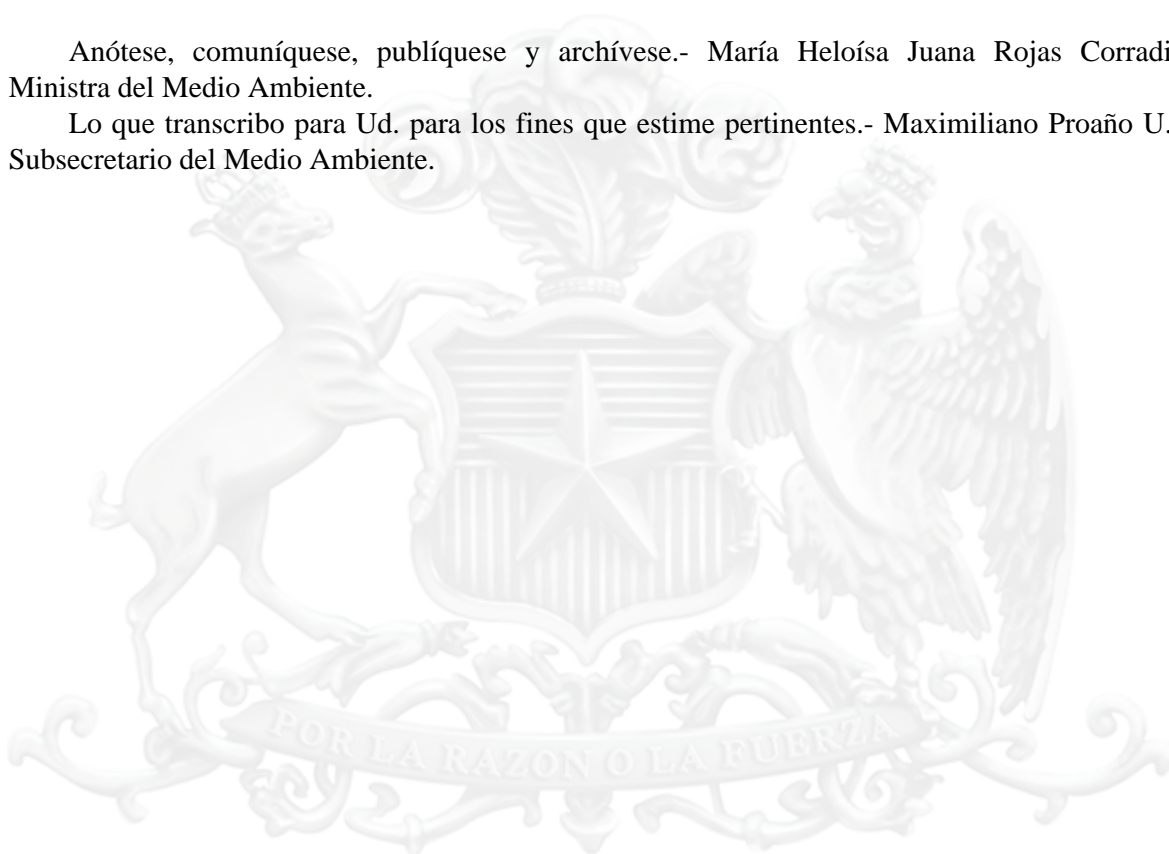 Anótese, comuníquese, publíquese y archívese.- María Heloísa Juana Rojas Corradi
Ministra del Medio Ambiente.
Lo que transcribo para Ud. para los fines que estime pertinentes.- Maximiliano Proaño U.
Subsecretario del Medio Ambiente.
POR LA RAZON O LA FUERZA